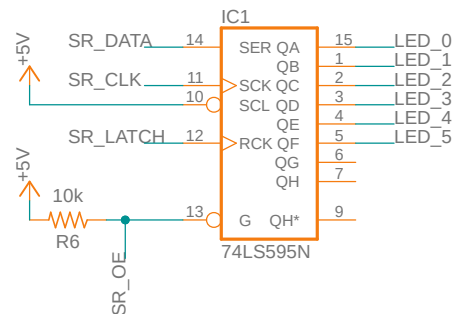 IC1
+5V
SR_DATA 14 SER QA 15 LED_0
QB 1 LED_1
SR_CLK 11 SCK QC 2 LED_2
10 SCL QD 3 LED_3
QE 4 LED_4
SR_LATCH 12 RCK QF 5 LED_5
QG 6
QH 7
+5V
10k
R6
13 G QH* 9
74LS595N
SR_OE